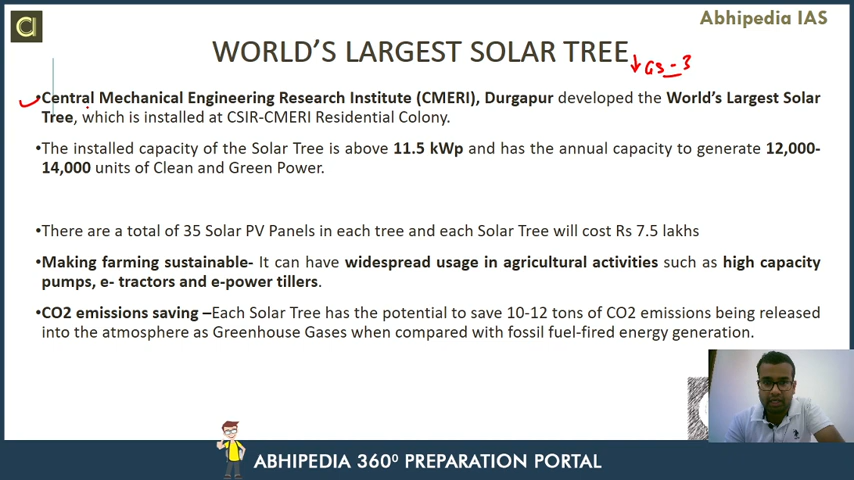 Abhipedia IAS
a
WORLD'S LARGEST SOLAR TREE
GS-3
•Central Mechanical Engineering Research Institute (CMERI), Durgapur developed the World's Largest Solar
Tree, which is installed at CSIR-CMERI Residential Colony.
•The installed capacity of the Solar Tree is above 11.5 kWp and has the annual capacity to generate 12,000-
14,000 units of Clean and Green Power.
•There are a total of 35 Solar PV Panels in each tree and each Solar Tree will cost Rs 7.5 lakhs
•Making farming sustainable- It can have widespread usage in agricultural activities such as high capacity
pumps, e- tractors and e-power tillers.
•CO2 emissions saving –Each Solar Tree has the potential to save 10-12 tons of CO2 emissions being released
into the atmosphere as Greenhouse Gases when compared with fossil fuel-fired energy generation.
ABHIPEDIA 360⁰ PREPARATION PORTAL